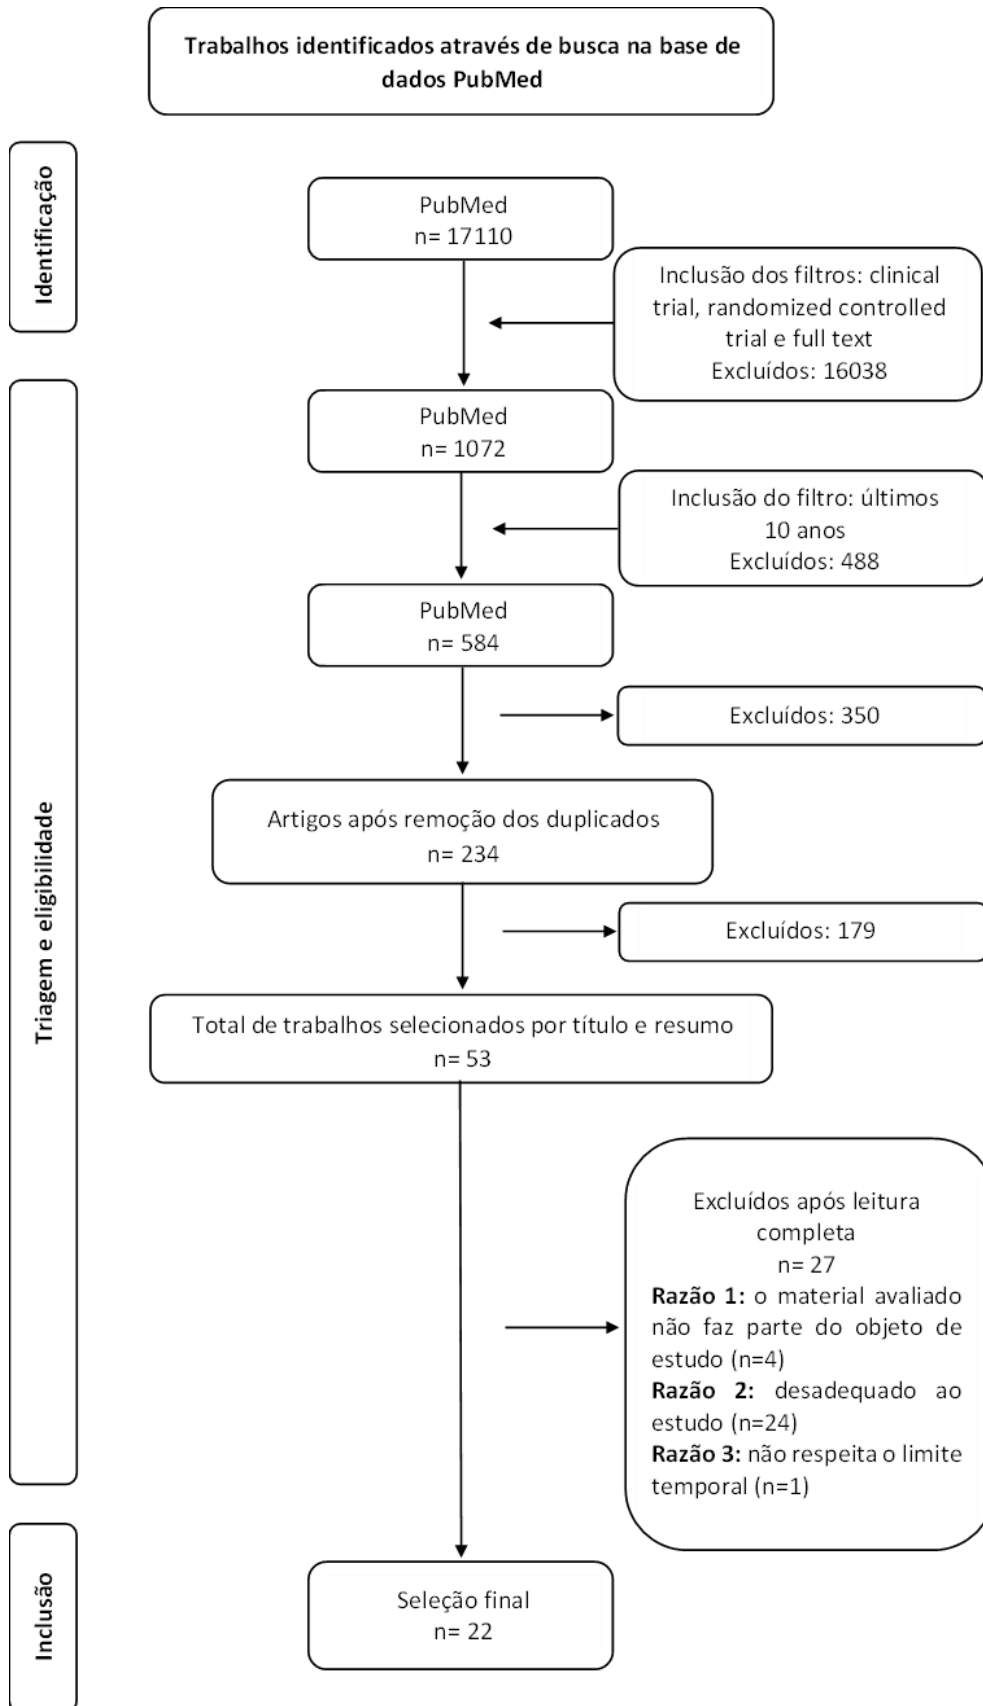 Trabalhos identificados através de busca na base de
dados PubMed
Identificação
PubMed
n= 17110
Inclusão dos filtros: clinical
trial, randomized controlled
trial e full text
Excluídos: 16038
Triagem e eligibilidade
PubMed
n= 1072
Inclusão do filtro: últimos
10 anos
Excluídos: 488
PubMed
n= 584
Excluídos: 350
Artigos após remoção dos duplicados
n= 234
Excluídos: 179
Total de trabalhos selecionados por título e resumo
n= 53
Excluídos após leitura
completa
n= 27
Razão 1: o material avaliado
não faz parte do objeto de
estudo (n=4)
Razão 2: desadequado ao
estudo (n=24)
Razão 3: não respeita o limite
temporal (n=1)
Inclusão
Seleção final
n= 22